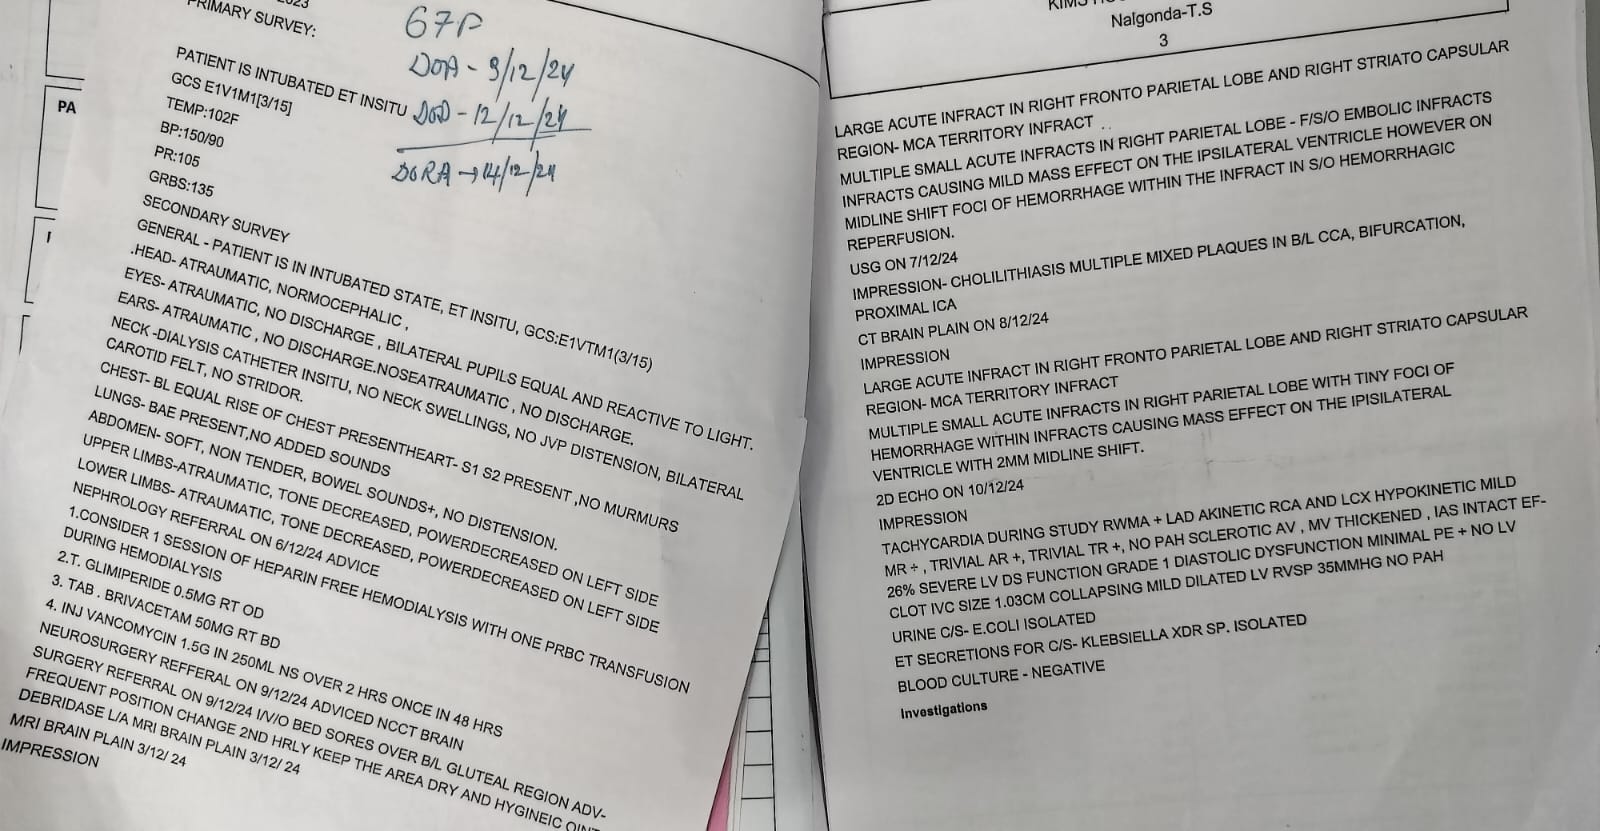 2023
PRIMARY SURVEY:
67P
DOA - 3/12/24
DOD - 12/12/24
DORA → 14/12/24
PA
PATIENT IS INTUBATED ET INSITU
GCS E1V1M1[3/15]
TEMP:102F
BP:150/90
PR:105
GRBS:135
SECONDARY SURVEY
GENERAL - PATIENT IS IN INTUBATED STATE, ET INSITU, GCS:E1VTM1(3/15)
.HEAD- ATRAUMATIC, NORMOCEPHALIC ,
EYES- ATRAUMATIC, NO DISCHARGE , BILATERAL PUPILS EQUAL AND REACTIVE TO LIGHT.
EARS- ATRAUMATIC , NO DISCHARGE.NOSEATRAUMATIC , NO DISCHARGE.
NECK -DIALYSIS CATHETER INSITU, NO NECK SWELLINGS, NO JVP DISTENSION, BILATERAL
CAROTID FELT, NO STRIDOR.
CHEST- BL EQUAL RISE OF CHEST PRESENTHEART- S1 S2 PRESENT ,NO MURMURS
LUNGS- BAE PRESENT,NO ADDED SOUNDS
ABDOMEN- SOFT, NON TENDER, BOWEL SOUNDS+, NO DISTENSION.
UPPER LIMBS-ATRAUMATIC, TONE DECREASED, POWERDECREASED ON LEFT SIDE
LOWER LIMBS- ATRAUMATIC, TONE DECREASED, POWERDECREASED ON LEFT SIDE
NEPHROLOGY REFERRAL ON 6/12/24 ADVICE
1.CONSIDER 1 SESSION OF HEPARIN FREE HEMODIALYSIS WITH ONE PRBC TRANSFUSION
DURING HEMODIALYSIS
2.T. GLIMIPERIDE 0.5MG RT OD
3. TAB . BRIVACETAM 50MG RT BD
4. INJ VANCOMYCIN 1.5G IN 250ML NS OVER 2 HRS ONCE IN 48 HRS
NEUROSURGERY REFFERAL ON 9/12/24 ADVICED NCCT BRAIN
SURGERY REFERRAL ON 9/12/24 I/V/O BED SORES OVER B/L GLUTEAL REGION ADV-
FREQUENT POSITION CHANGE 2ND HRLY KEEP THE AREA DRY AND HYGINEIC
DEBRIDASE L/A MRI BRAIN PLAIN 3/12/ 24
MRI BRAIN PLAIN 3/12/ 24
IMPRESSION
Nalgonda-T.S
3
LARGE ACUTE INFRACT IN RIGHT FRONTO PARIETAL LOBE AND RIGHT STRIATO CAPSULAR
REGION- MCA TERRITORY INFRACT
MULTIPLE SMALL ACUTE INFRACTS IN RIGHT PARIETAL LOBE - F/S/O EMBOLIC INFRACTS
INFRACTS CAUSING MILD MASS EFFECT ON THE IPSILATERAL VENTRICLE HOWEVER ON
MIDLINE SHIFT FOCI OF HEMORRHAGE WITHIN THE INFRACT IN S/O HEMORRHAGIC
REPERFUSION.
USG ON 7/12/24
IMPRESSION- CHOLILITHIASIS MULTIPLE MIXED PLAQUES IN B/L CCA, BIFURCATION,
PROXIMAL ICA
CT BRAIN PLAIN ON 8/12/24
IMPRESSION
LARGE ACUTE INFRACT IN RIGHT FRONTO PARIETAL LOBE AND RIGHT STRIATO CAPSULAR
REGION- MCA TERRITORY INFRACT
MULTIPLE SMALL ACUTE INFRACTS IN RIGHT PARIETAL LOBE WITH TINY FOCI OF
HEMORRHAGE WITHIN INFRACTS CAUSING MASS EFFECT ON THE IPISILATERAL
VENTRICLE WITH 2MM MIDLINE SHIFT.
2D ECHO ON 10/12/24
IMPRESSION
TACHYCARDIA DURING STUDY RWMA + LAD AKINETIC RCA AND LCX HYPOKINETIC MILD
MR + , TRIVIAL AR +, TRIVIAL TR +, NO PAH SCLEROTIC AV , MV THICKENED , IAS INTACT EF-
26% SEVERE LV DS FUNCTION GRADE 1 DIASTOLIC DYSFUNCTION MINIMAL PE + NO LV
CLOT IVC SIZE 1.03CM COLLAPSING MILD DILATED LV RVSP 35MMHG NO PAH
URINE C/S- E.COLI ISOLATED
ET SECRETIONS FOR C/S- KLEBSIELLA XDR SP. ISOLATED
BLOOD CULTURE - NEGATIVE
Investigations